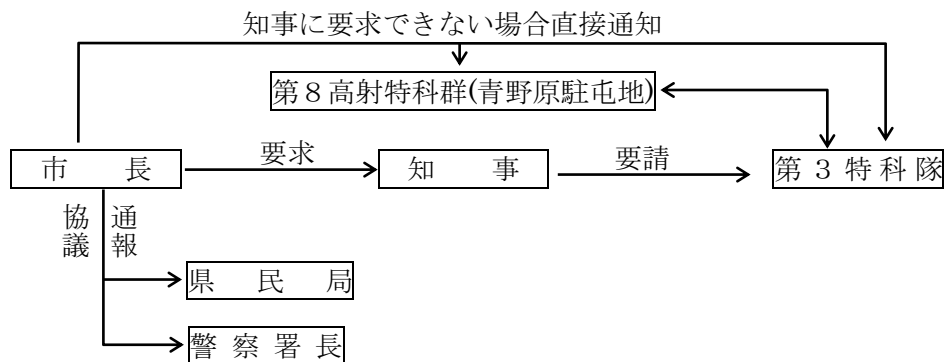 知事に要求できない場合直接通知
第８高射特科群(青野原駐屯地)
市長
要求
知事
要請
第３特科隊
協議
通報
県民局
警察署長